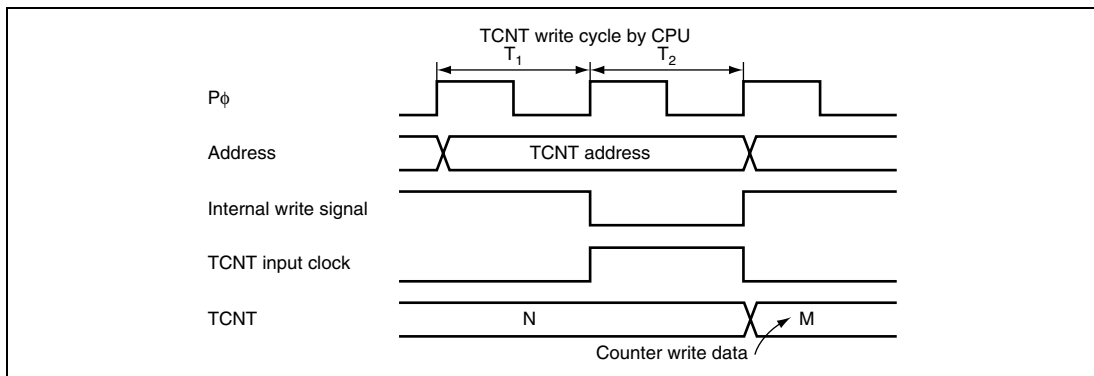 TCNT write cycle by CPU
T1 T2
Pϕ
Address TCNT address
Internal write signal
TCNT input clock
TCNT N M
Counter write data